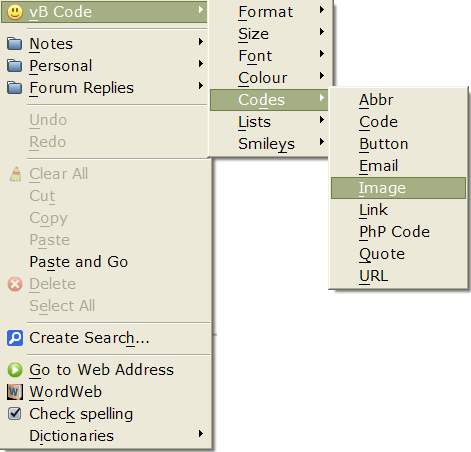 vB Code
Notes
Personal
Forum Replies
Undo
Redo
Clear All
Cut
Copy
Paste
Paste and Go
Delete
Select All
Create Search...
Go to Web Address
WordWeb
Check spelling
Dictionaries
Format
Size
Font
Colour
Codes
Lists
Smileys
Abbr
Code
Button
Email
Image
Link
PhP Code
Quote
URL